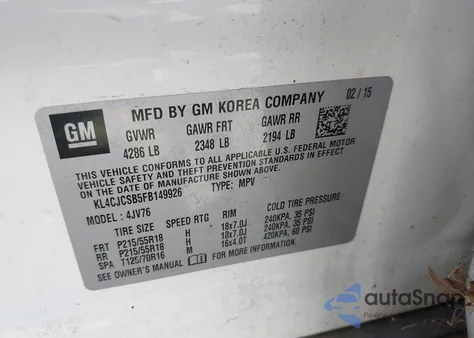 MFD BY GM KOREA COMPANY 02 / 15
GM
GVWR GAWR FRT GAWR RR
4286 LB 2348 LB 2194 LB
THIS VEHICLE CONFORMS TO ALL APPLICABLE U.S. FEDERAL MOTOR
VEHICLE SAFETY AND THEFT PREVENTION STANDARDS IN EFFECT
ON THE DATE OF MANUFACTURE SHOWN ABOVE.
KL4CJCSB5FB149926 TYPE: MPV
MODEL : 4JV76
TIRE SIZE SPEED RTG RIM COLD TIRE PRESSURE
FRT P215/55R18 H 18x7.0J 240KPA, 35 PSI
RR P215/55R18 H 18x7.0J 240KPA, 35 PSI
SPA T125/70R16 M 16x4.0T 420KPA, 60 PSI
SEE OWNER'S MANUAL FOR MORE INFORMATION.
autoSnap